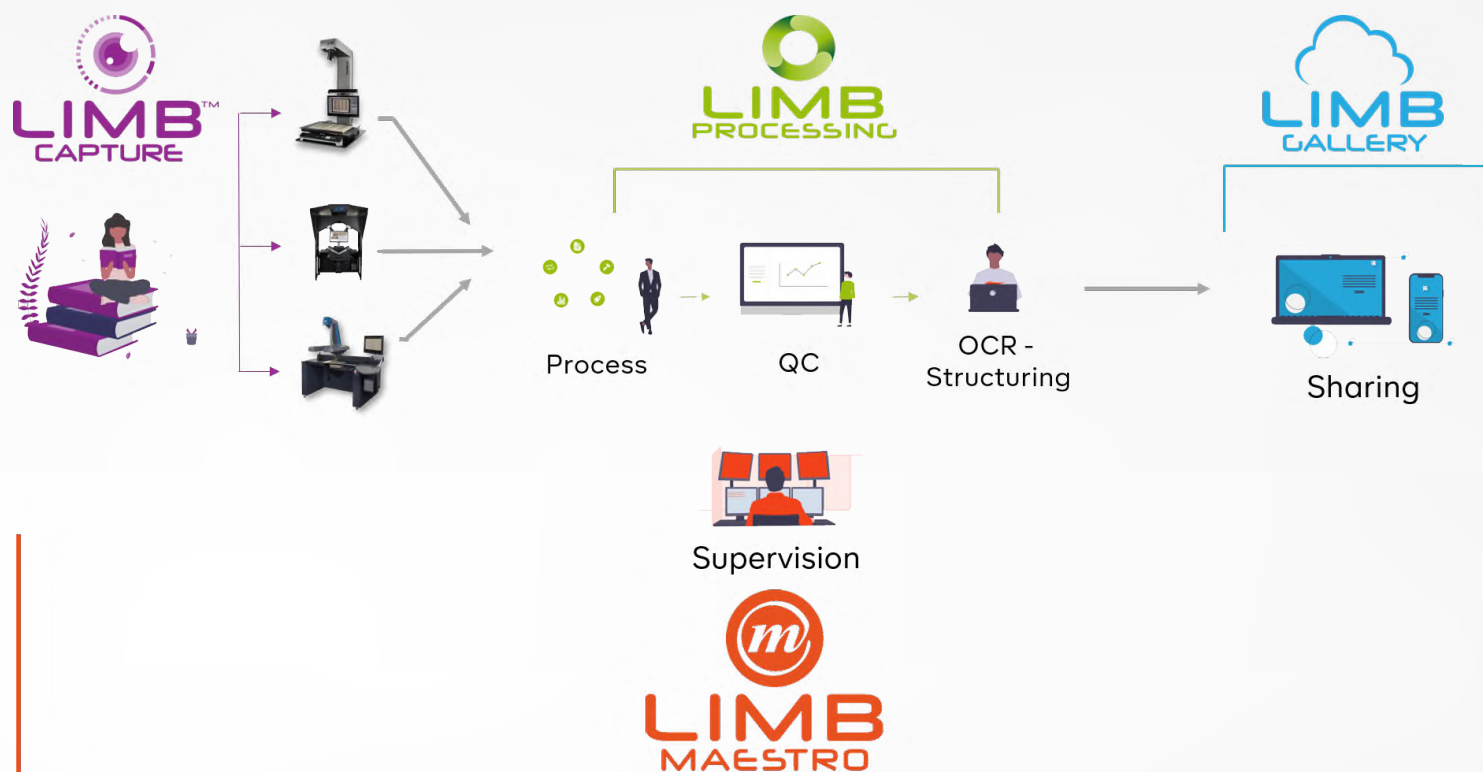 LIMB™
CAPTURE
LIMB
PROCESSING
LIMB
GALLERY
Process
QC
OCR -
Structuring
Sharing
Supervision
m
LIMB
MAESTRO